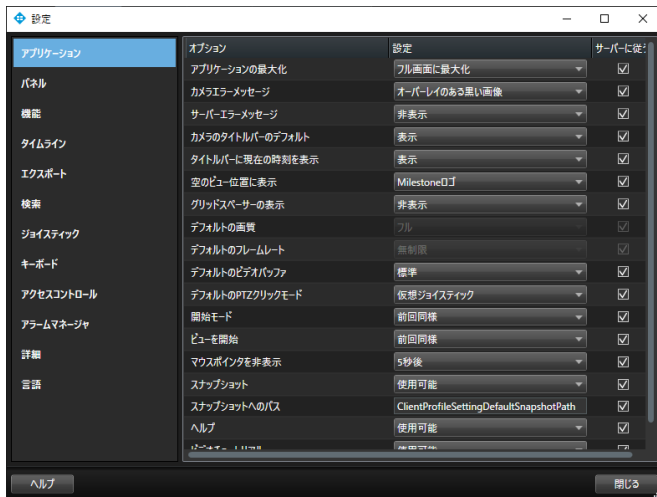 設定
アプリケーション
パネル
機能
タイムライン
エクスポート
検索
ジョイスティック
キーボード
アクセスコントロール
アラームマネージャ
詳細
言語
オプション 設定 サーバーに従う
アプリケーションの最大化 フル画面に最大化
カメラエラーメッセージ オーバーレイのある黒い画像
サーバーエラーメッセージ 非表示
カメラのタイトルバーのデフォルト 表示
タイトルバーに現在の時刻を表示 表示
空のビュー位置に表示 Milestoneロゴ
グリッドスペーサーの表示 非表示
デフォルトの画質 フル
デフォルトのフレームレート 無制限
デフォルトのビデオバッファ 標準
デフォルトのPTZクリックモード 仮想ジョイスティック
開始モード 前回同様
ビューを開始 前回同様
マウスポインタを非表示 5秒後
スナップショット 使用可能
スナップショットへのパス ClientProfileSettingDefaultSnapshotPath
ヘルプ 使用可能
ビデオチュートリアル 使用可能
ヘルプ 閉じる